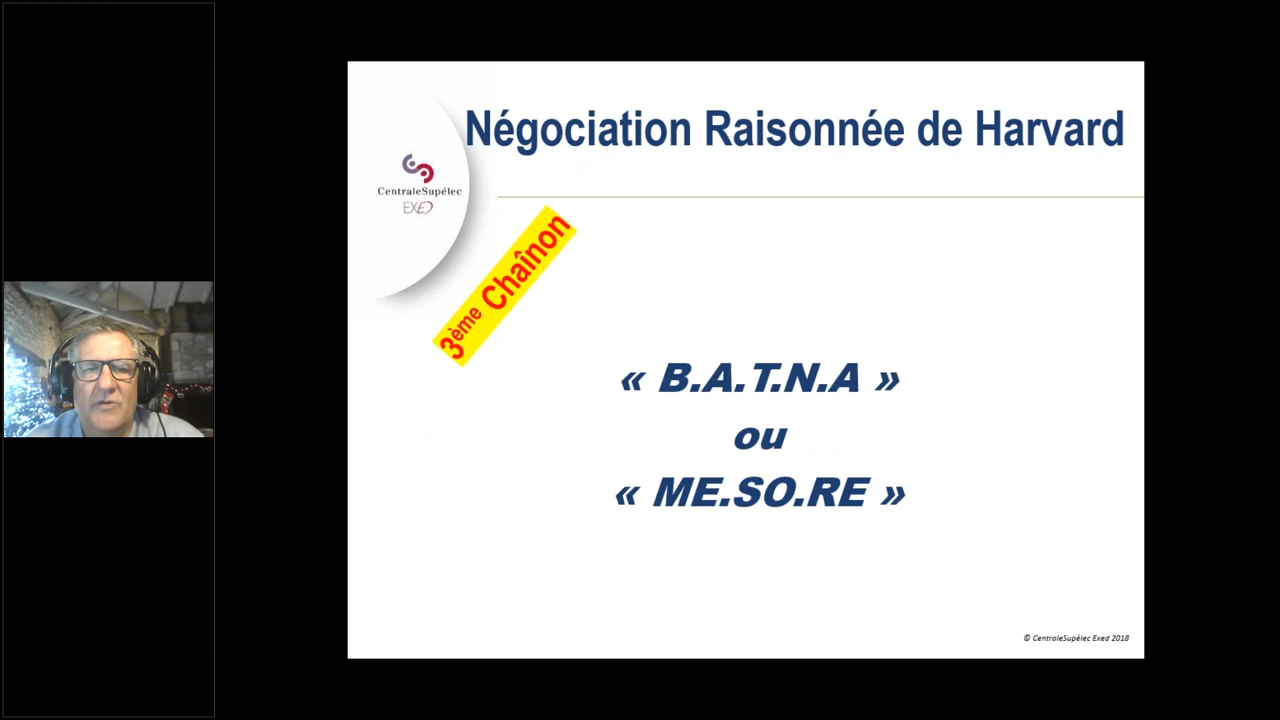 Négociation Raisonnée de Harvard
CentraleSupélec
EXED
3ème Chaînon
« B.A.T.N.A »
ou
« ME.SO.RE »
© CentraleSupélec Exed 2018